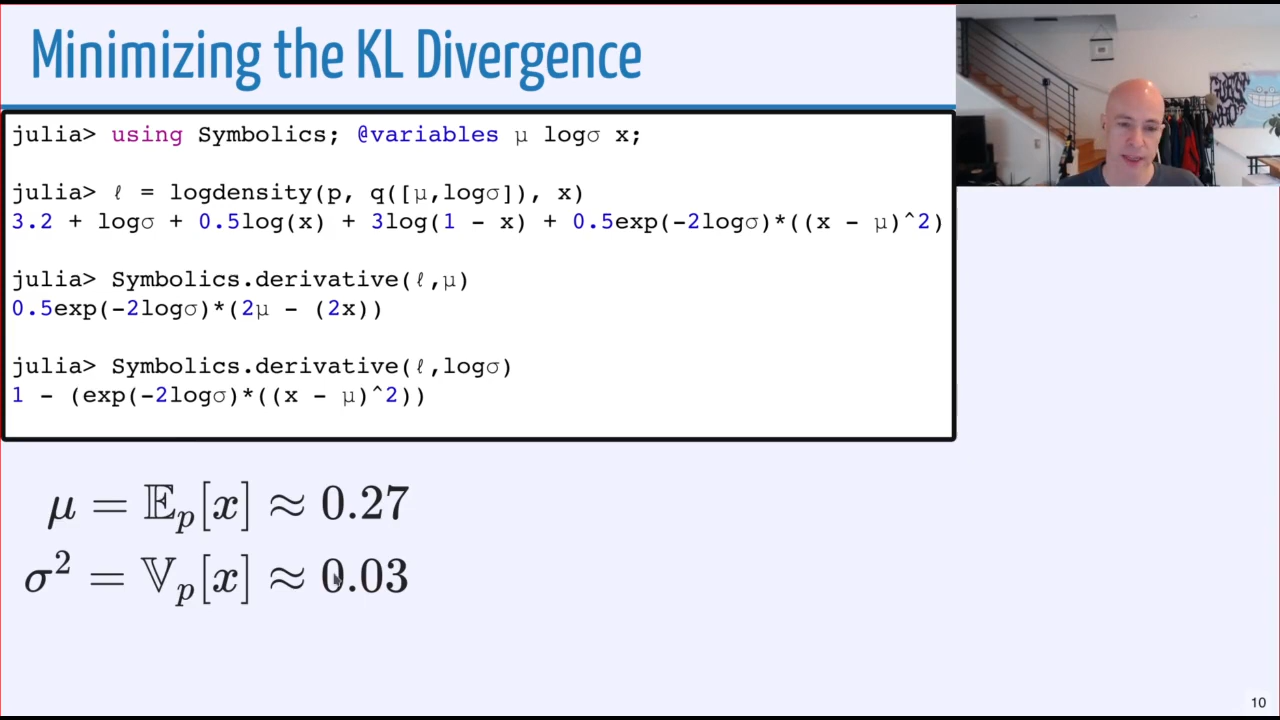 Minimizing the KL Divergence
julia> using Symbolics; @variables μ logσ x;
julia> ℓ = logdensity(p, q([μ,logσ]), x)
3.2 + logσ + 0.5log(x) + 3log(1 - x) + 0.5exp(-2logσ)*((x - μ)^2)
julia> Symbolics.derivative(ℓ,μ)
0.5exp(-2logσ)*(2μ - (2x))
julia> Symbolics.derivative(ℓ,logσ)
1 - (exp(-2logσ)*((x - μ)^2))
μ = 𝔼ₚ[x] ≈ 0.27
σ² = 𝕍ₚ[x] ≈ 0.03
10